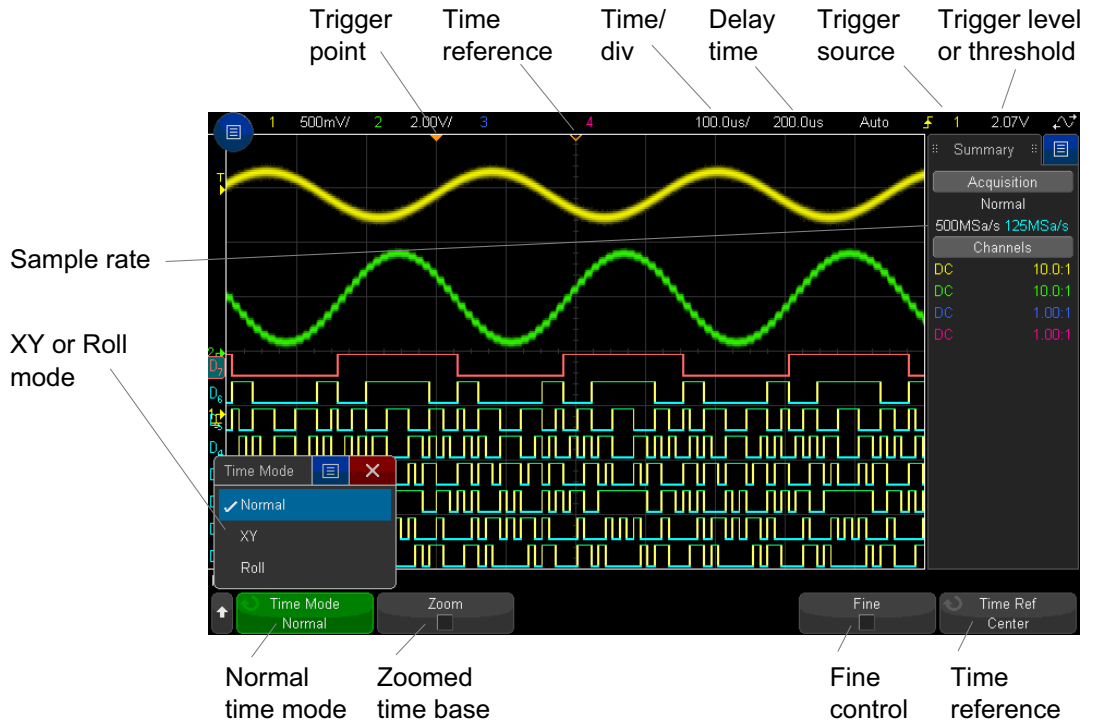 Trigger point
Time reference
Time/ div
Delay time
Trigger source
Trigger level or threshold
1 500mV/ 2 2.00V/ 3 4 100.0us/ 200.0us Auto 1 2.07V
Summary
T
Acquisition
Normal
500MSa/s 125MSa/s
Channels
DC 10.0:1
DC 10.0:1
DC 1.00:1
DC 1.00:1
Sample rate
XY or Roll mode
2
D7
D6
D4
Time Mode
Normal
XY
Roll
Time Mode
Normal
Zoom
Fine
Time Ref
Center
Normal time mode
Zoomed time base
Fine control
Time reference